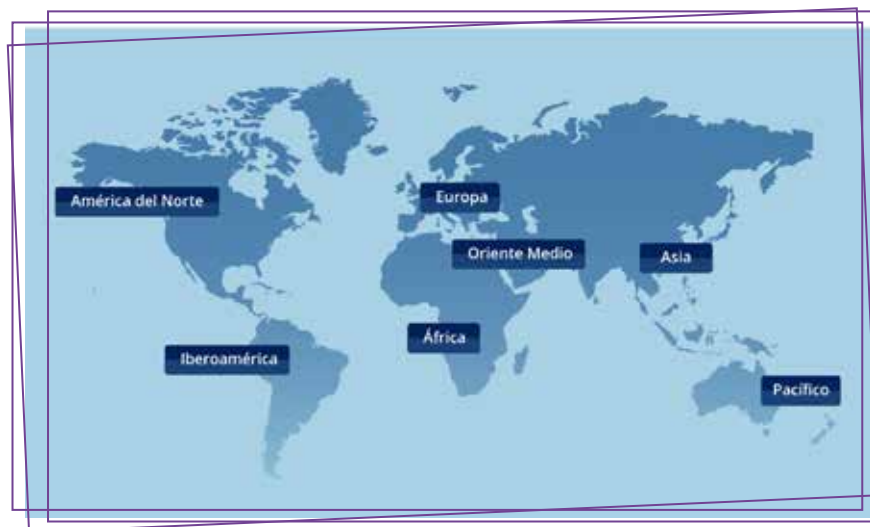 América del Norte
Europa
Oriente Medio
Asia
África
Iberoamérica
Pacífico